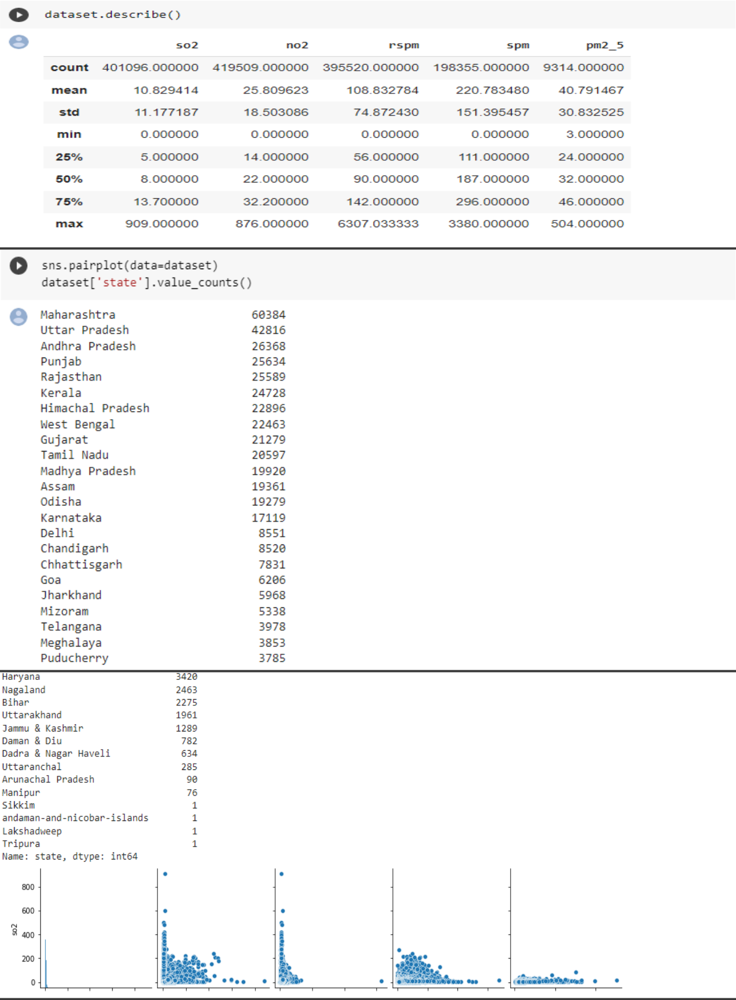 dataset.describe()
so2 no2 rspm spm pm2_5
count 401096.000000 419509.000000 395520.000000 198355.000000 9314.000000
mean 10.829414 25.809623 108.832784 220.783480 40.791467
std 11.177187 18.503086 74.872430 151.395457 30.832525
min 0.000000 0.000000 0.000000 0.000000 3.000000
25% 5.000000 14.000000 56.000000 111.000000 24.000000
50% 8.000000 22.000000 90.000000 187.000000 32.000000
75% 13.700000 32.200000 142.000000 296.000000 46.000000
max 909.000000 876.000000 6307.033333 3380.000000 504.000000
sns.pairplot(data=dataset)
dataset['state'].value_counts()
Maharashtra 60384
Uttar Pradesh 42816
Andhra Pradesh 26368
Punjab 25634
Rajasthan 25589
Kerala 24728
Himachal Pradesh 22896
West Bengal 22463
Gujarat 21279
Tamil Nadu 20597
Madhya Pradesh 19920
Assam 19361
Odisha 19279
Karnataka 17119
Delhi 8551
Chandigarh 8520
Chhattisgarh 7831
Goa 6206
Jharkhand 5968
Mizoram 5338
Telangana 3978
Meghalaya 3853
Puducherry 3785
Haryana 3420
Nagaland 2463
Bihar 2275
Uttarakhand 1961
Jammu & Kashmir 1289
Daman & Diu 782
Dadra & Nagar Haveli 634
Uttaranchal 285
Arunachal Pradesh 90
Manipur 76
Sikkim 1
andaman-and-nicobar-islands 1
Lakshadweep 1
Tripura 1
Name: state, dtype: int64
800
600
400
200
0
so2